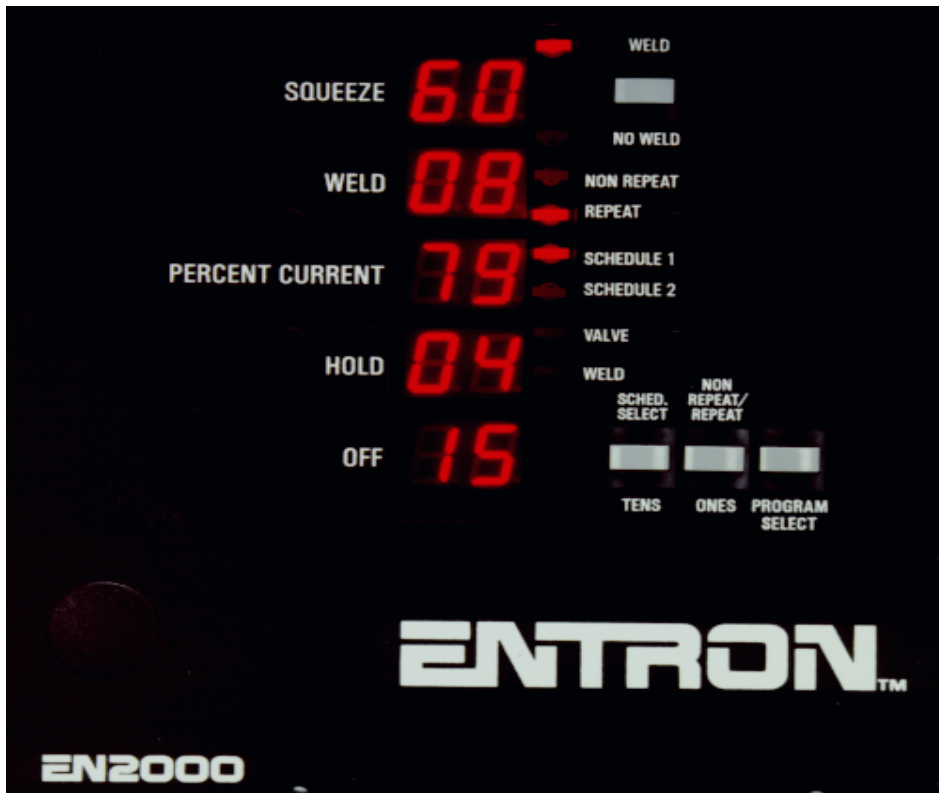 WELD
SQUEEZE 60
NO WELD
WELD 08 NON REPEAT
REPEAT
PERCENT CURRENT 79 SCHEDULE 1
SCHEDULE 2
VALVE
HOLD 04 WELD
SCHED. SELECT
NON REPEAT/ REPEAT
OFF 15
TENS ONES PROGRAM SELECT
ENTRON™
EN2000